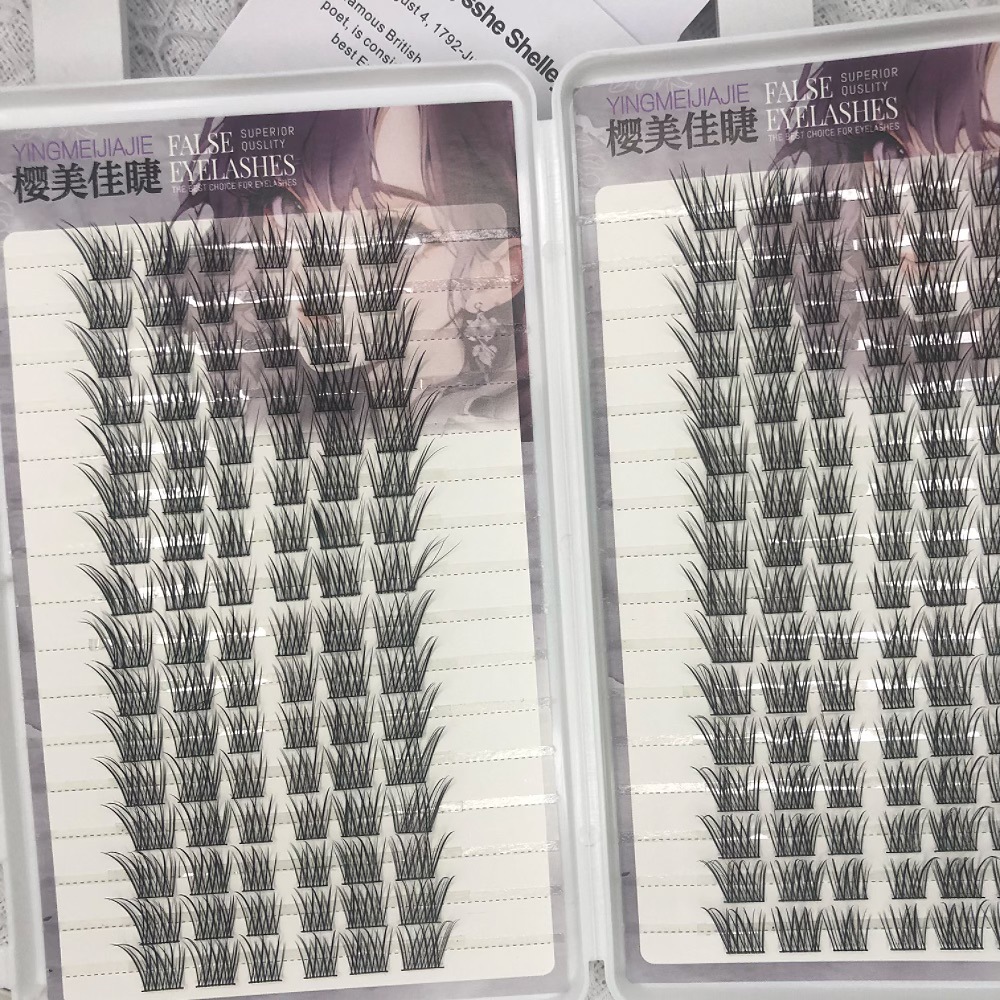 sshe Shelle
ust 4, 1792-Ju
amous British
poet, is consi
best E
YINGMEIJIAJIE
樱美佳睫
FALSE
EYELASHES
SUPERIOR
QUSLITY
THE BEST CHOICE FOR EYELASHES
YINGMEIJIAJIE
樱美佳睫
FALSE
EYELASHES
SUPERIOR
QUSLITY
THE BEST CHOICE FOR EYELASHES